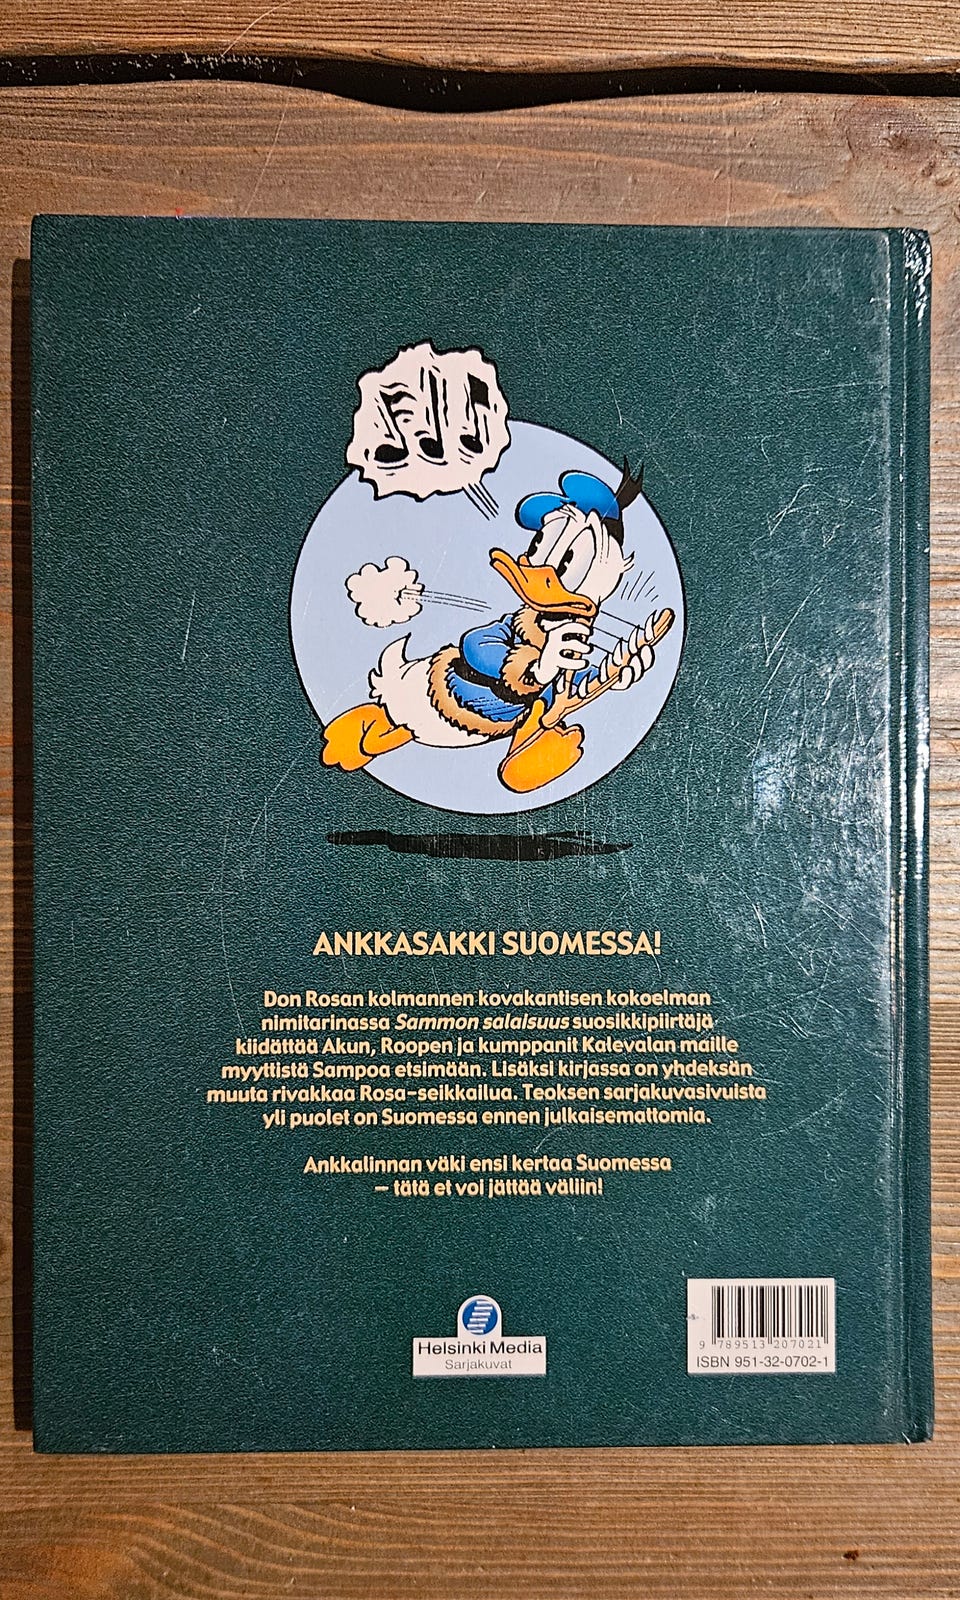 ANKKASAKKI SUOMESSA!
Don Rosan kolmannen kovakantisen kokoelman
nimitarinassa Sammon salaisuus suosikkipiirtäjä
kiidättää Akun, Roopen ja kumppanit Kalevalan maille
myyttistä Sampoa etsimään. Lisäksi kirjassa on yhdeksän
muuta rivakkaa Rosa-seikkailua. Teoksen sarjakuvasivuista
yli puolet on Suomessa ennen julkaisemattomia.
Ankkalinnan väki ensi kertaa Suomessa
– tätä et voi jättää väliin!
Helsinki Media
Sarjakuvat
9 789513 207021
ISBN 951-32-0702-1